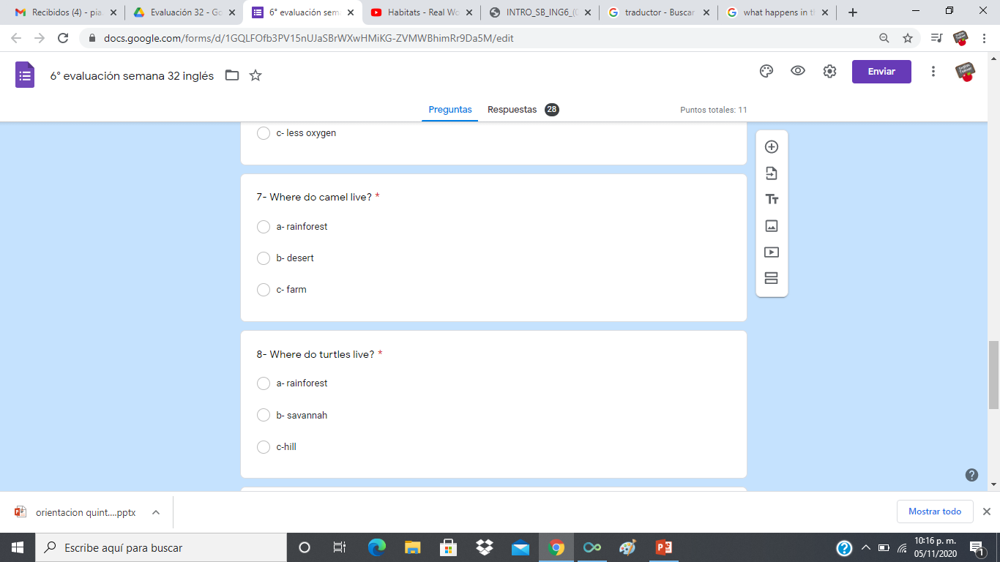 Recibidos (4) - pia.
Evaluación 32 - Go
6° evaluación sem
Habitats - Real Wo
INTRO_SB_ING6_(
traductor - Buscar
what happens in t
docs.google.com/forms/d/1GQLFOfb3PV15nUJaSBrWXwHMiKG-ZVMWBhimRr9Da5M/edit
6° evaluación semana 32 inglés
Enviar
Preguntas
Respuestas 28
Puntos totales: 11
c- less oxygen
7- Where do camel live? *
a- rainforest
b- desert
c- farm
8- Where do turtles live? *
a- rainforest
b- savannah
c-hill
orientacion quint....pptx
Mostrar todo
Escribe aquí para buscar
10:16 p. m.
05/11/2020
1